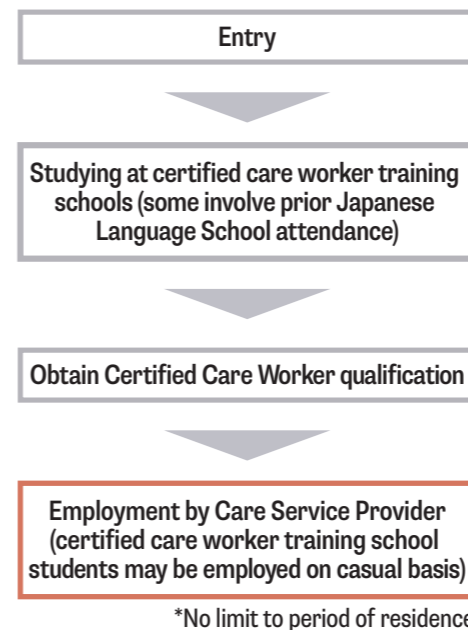 Entry
Studying at certified care worker training
schools (some involve prior Japanese
Language School attendance)
Obtain Certified Care Worker qualification
Employment by Care Service Provider
(certified care worker training school
students may be employed on casual basis)
*No limit to period of residence